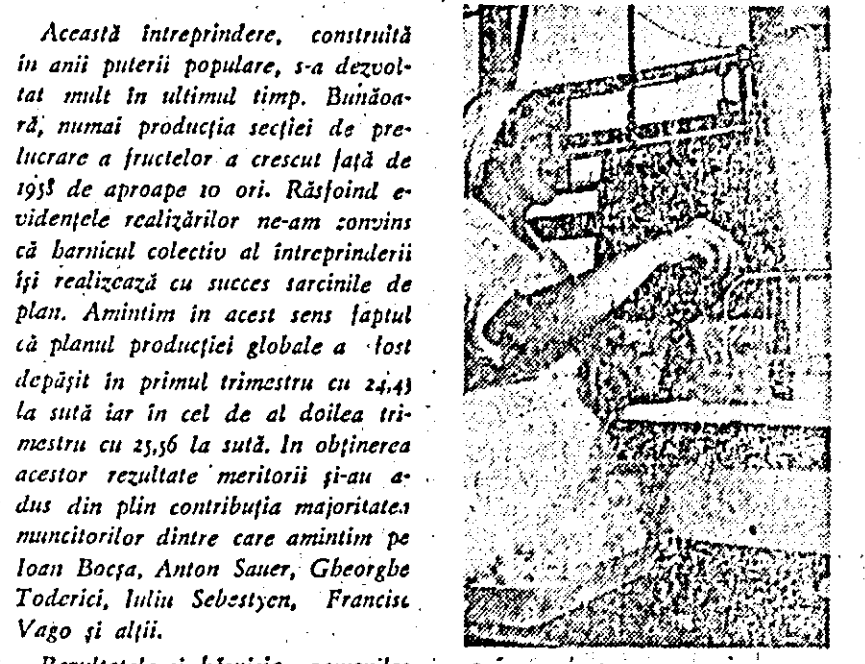 Această întreprindere, construită
în anii puterii populare, s-a dezvol-
tat mult în ultimul timp. Bunăoa-
ră, numai producția secției de pre-
lucrare a fructelor a crescut față de
1958 de aproape 10 ori. Răsfoind e-
vidențele realizărilor ne-am convins
că harnicul colectiv al întreprinderii
își realizează cu succes sarcinile de
plan. Amintim în acest sens faptul
că planul producției globale a fost
depășit în primul trimestru cu 24,43
la sută iar în cel de al doilea tri-
mestru cu 25,56 la sută. In obținerea
acestor rezultate meritorii și-au a-
dus din plin contribuția majoritatea
muncitorilor dintre care amintim pe
Ioan Bocșa, Anton Sauer, Gheorghe
Toderici, Iuliu Sebestyen, Francisc
Vago și alții.